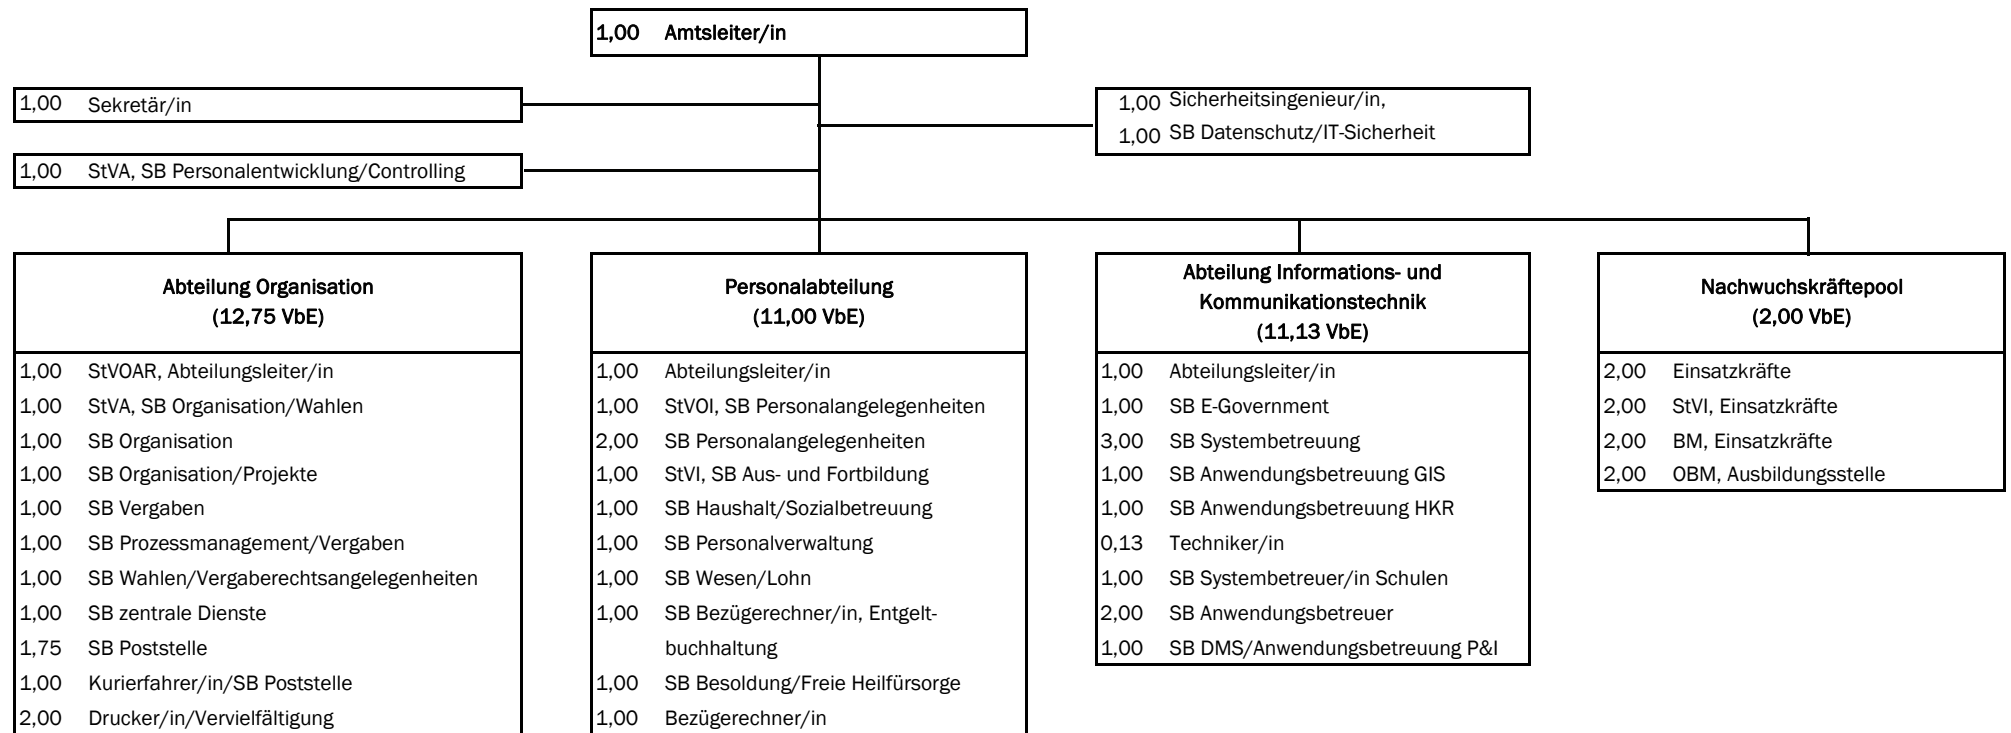 1,00 Amtsleiter/in
1,00 Sekretär/in
1,00 Sicherheitsingenieur/in,
1,00 SB Datenschutz/IT-Sicherheit
1,00 StVA, SB Personalentwicklung/Controlling
Abteilung Organisation
(12,75 VbE)
1,00 StVOAR, Abteilungsleiter/in
1,00 StVA, SB Organisation/Wahlen
1,00 SB Organisation
1,00 SB Organisation/Projekte
1,00 SB Vergaben
1,00 SB Prozessmanagement/Vergaben
1,00 SB Wahlen/Vergaberechtsangelegenheiten
1,00 SB zentrale Dienste
1,75 SB Poststelle
1,00 Kurierfahrer/in/SB Poststelle
2,00 Drucker/in/Vervielfältigung
Personalabteilung
(11,00 VbE)
1,00 Abteilungsleiter/in
1,00 StVOI, SB Personalangelegenheiten
2,00 SB Personalangelegenheiten
1,00 StVI, SB Aus- und Fortbildung
1,00 SB Haushalt/Sozialbetreuung
1,00 SB Personalverwaltung
1,00 SB Wesen/Lohn
1,00 SB Bezügerechner/in, Entgelt-
buchhaltung
1,00 SB Besoldung/Freie Heilfürsorge
1,00 Bezügerechner/in
Abteilung Informations- und
Kommunikationstechnik
(11,13 VbE)
1,00 Abteilungsleiter/in
1,00 SB E-Government
3,00 SB Systembetreuung
1,00 SB Anwendungsbetreuung GIS
1,00 SB Anwendungsbetreuung HKR
0,13 Techniker/in
1,00 SB Systembetreuer/in Schulen
2,00 SB Anwendungsbetreuer
1,00 SB DMS/Anwendungsbetreuung P&I
Nachwuchskräftepool
(2,00 VbE)
2,00 Einsatzkräfte
2,00 StVI, Einsatzkräfte
2,00 BM, Einsatzkräfte
2,00 OBM, Ausbildungsstelle